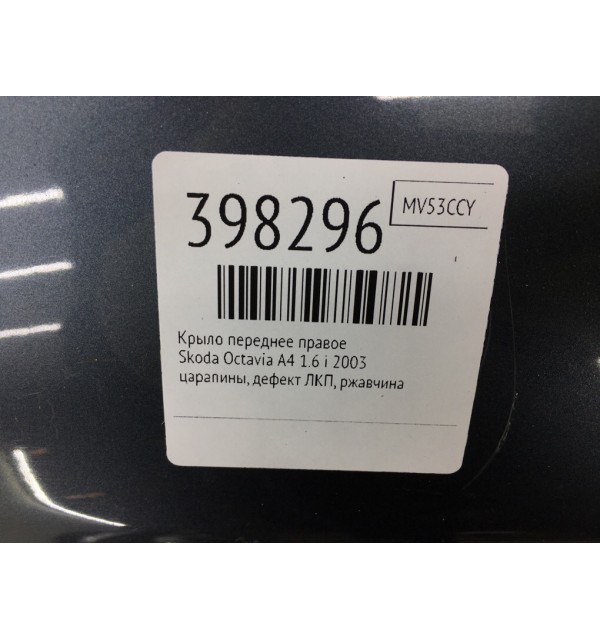 398296
MV53CCY
Крыло переднее правое
Skoda Octavia A4 1.6 i 2003
царапины, дефект ЛКП, ржавчина